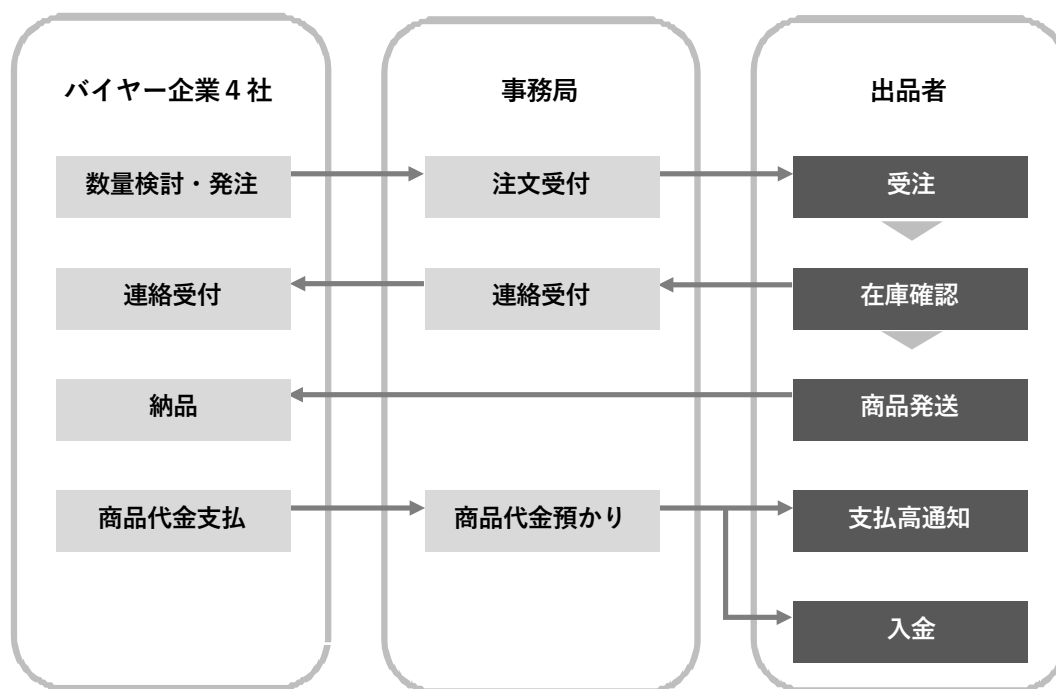 バイヤー企業４社
事務局
出品者
数量検討・発注
注文受付
受注
連絡受付
連絡受付
在庫確認
納品
商品発送
商品代金支払
商品代金預かり
支払高通知
入金